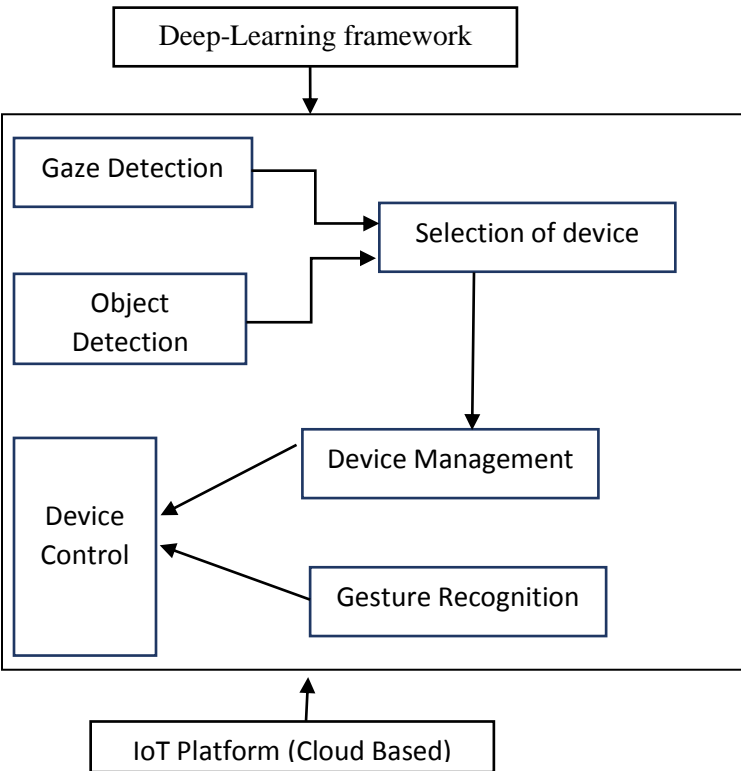 Deep-Learning framework
Gaze Detection
Selection of device
Object
Detection
Device Management
Device
Control
Gesture Recognition
IoT Platform (Cloud Based)